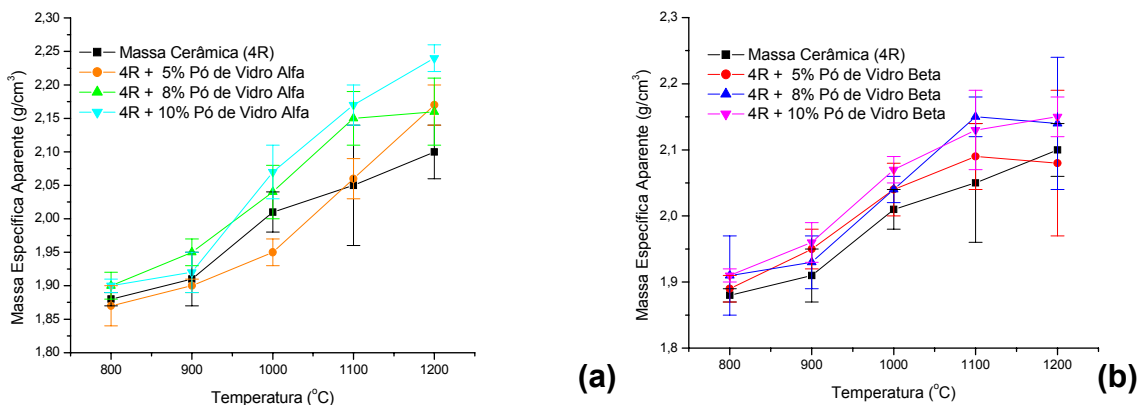 2,30
2,25
2,20
2,15
2,10
2,05
2,00
1,95
1,90
1,85
1,80
Massa Específica Aparente (g/cm³)
Massa Cerâmica (4R)
4R + 5% Pó de Vidro Alfa
4R + 8% Pó de Vidro Alfa
4R + 10% Pó de Vidro Alfa
800 900 1000 1100 1200
Temperatura (°C)
(a)
2,3
2,2
2,1
2,0
1,9
1,8
Massa Específica Aparente (g/cm³)
Massa Cerâmica (4R)
4R + 5% Pó de Vidro Beta
4R + 8% Pó de Vidro Beta
4R + 10% Pó de Vidro Beta
800 900 1000 1100 1200
Temperatura (°C)
(b)